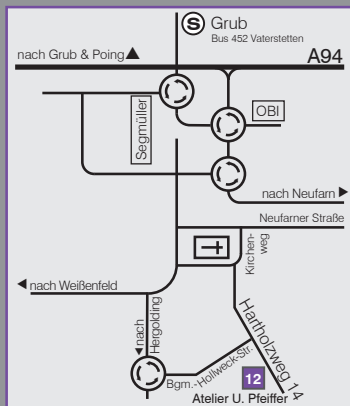 S Grub
Bus 452 Vaterstetten
nach Grub & Poing
A94
Segmüller
OBI
nach Neufarn
Neufarner Straße
Kirchen-
weg
nach Weißenfeld
nach
Hergolding
Hartholzweg 14
Bgm.-Hollweck-Str.
12
Atelier U. Pfeiffer